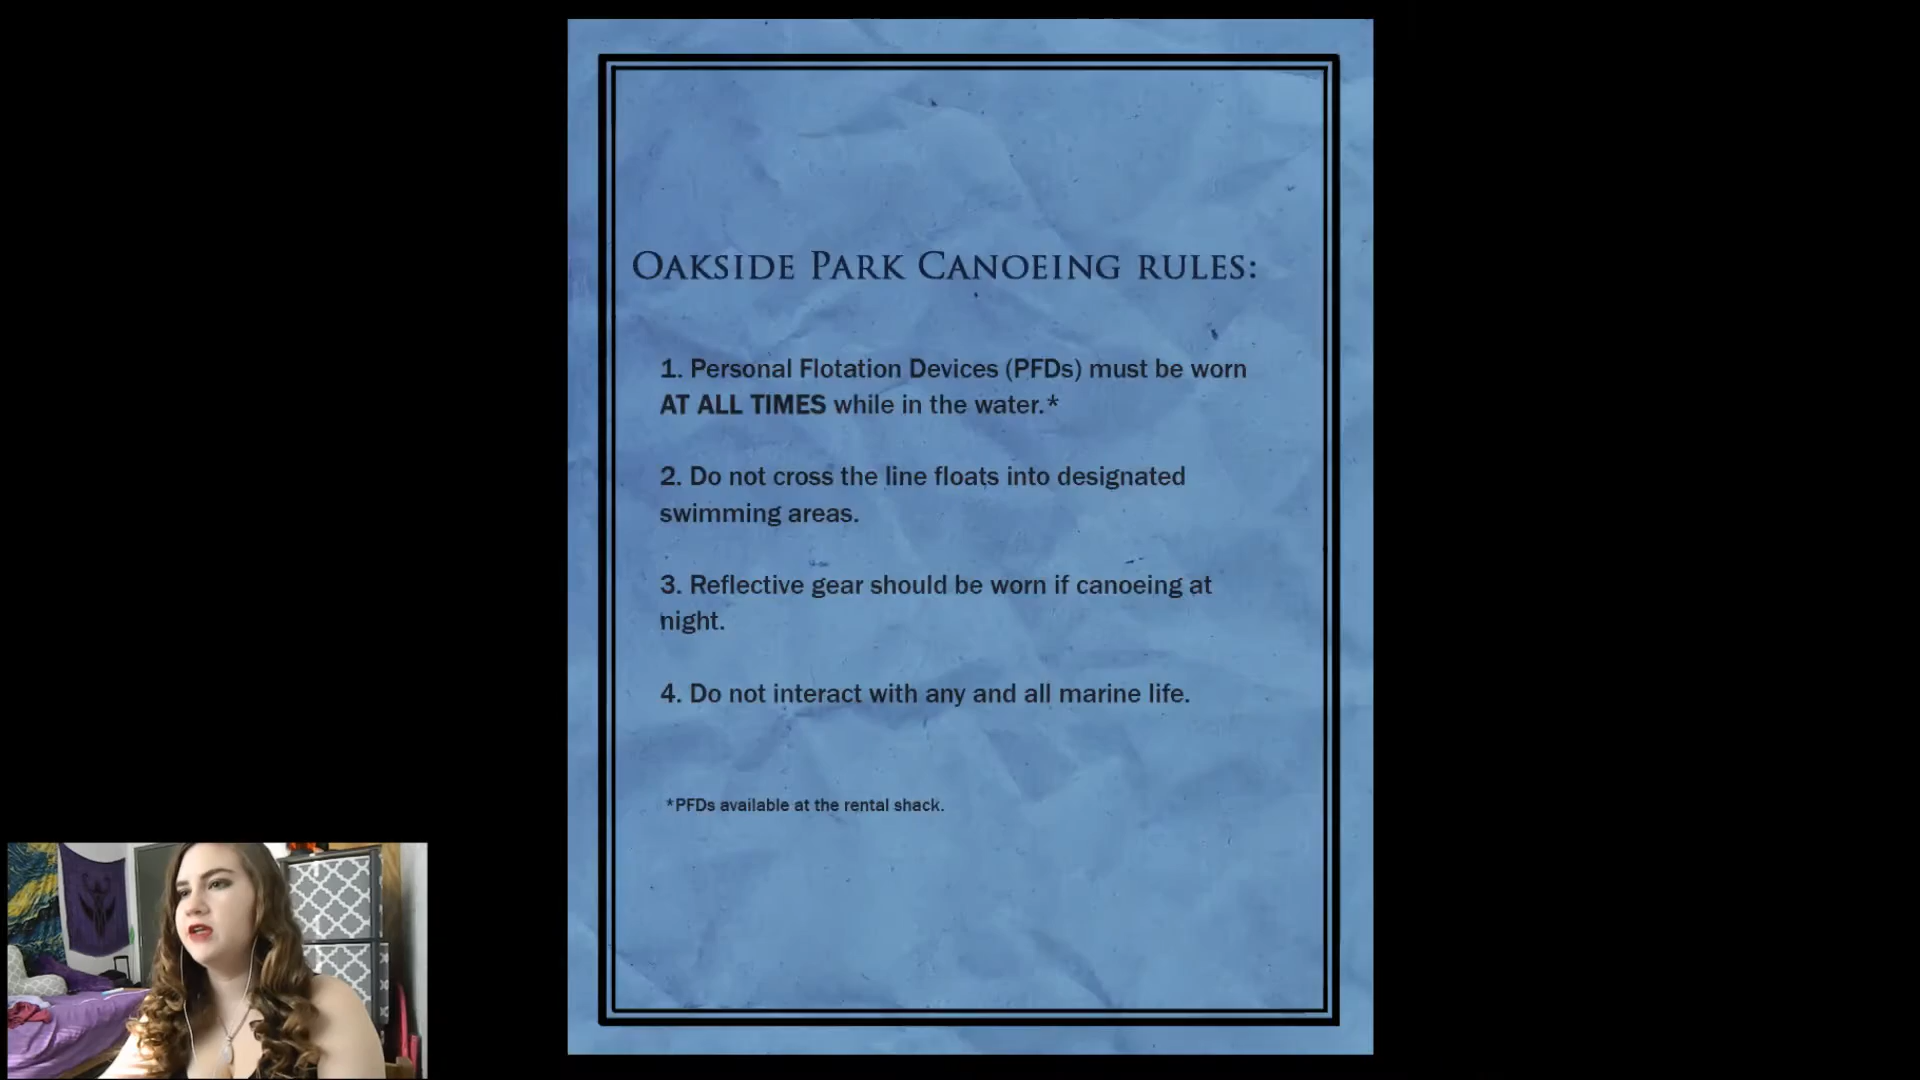 Oakside Park Canoeing rules:
1. Personal Flotation Devices (PFDs) must be worn
AT ALL TIMES while in the water.*
2. Do not cross the line floats into designated
swimming areas.
3. Reflective gear should be worn if canoeing at
night.
4. Do not interact with any and all marine life.
*PFDs available at the rental shack.